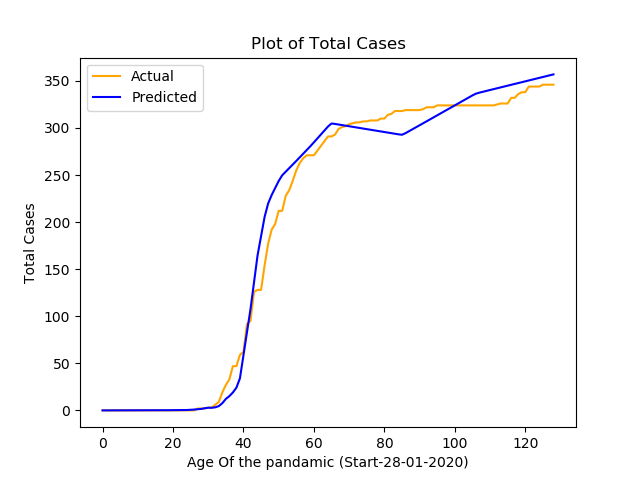 Plot of Total Cases
Actual
Predicted
350
300
250
200
150
100
50
0
Total Cases
0 20 40 60 80 100 120
Age Of the pandamic (Start-28-01-2020)